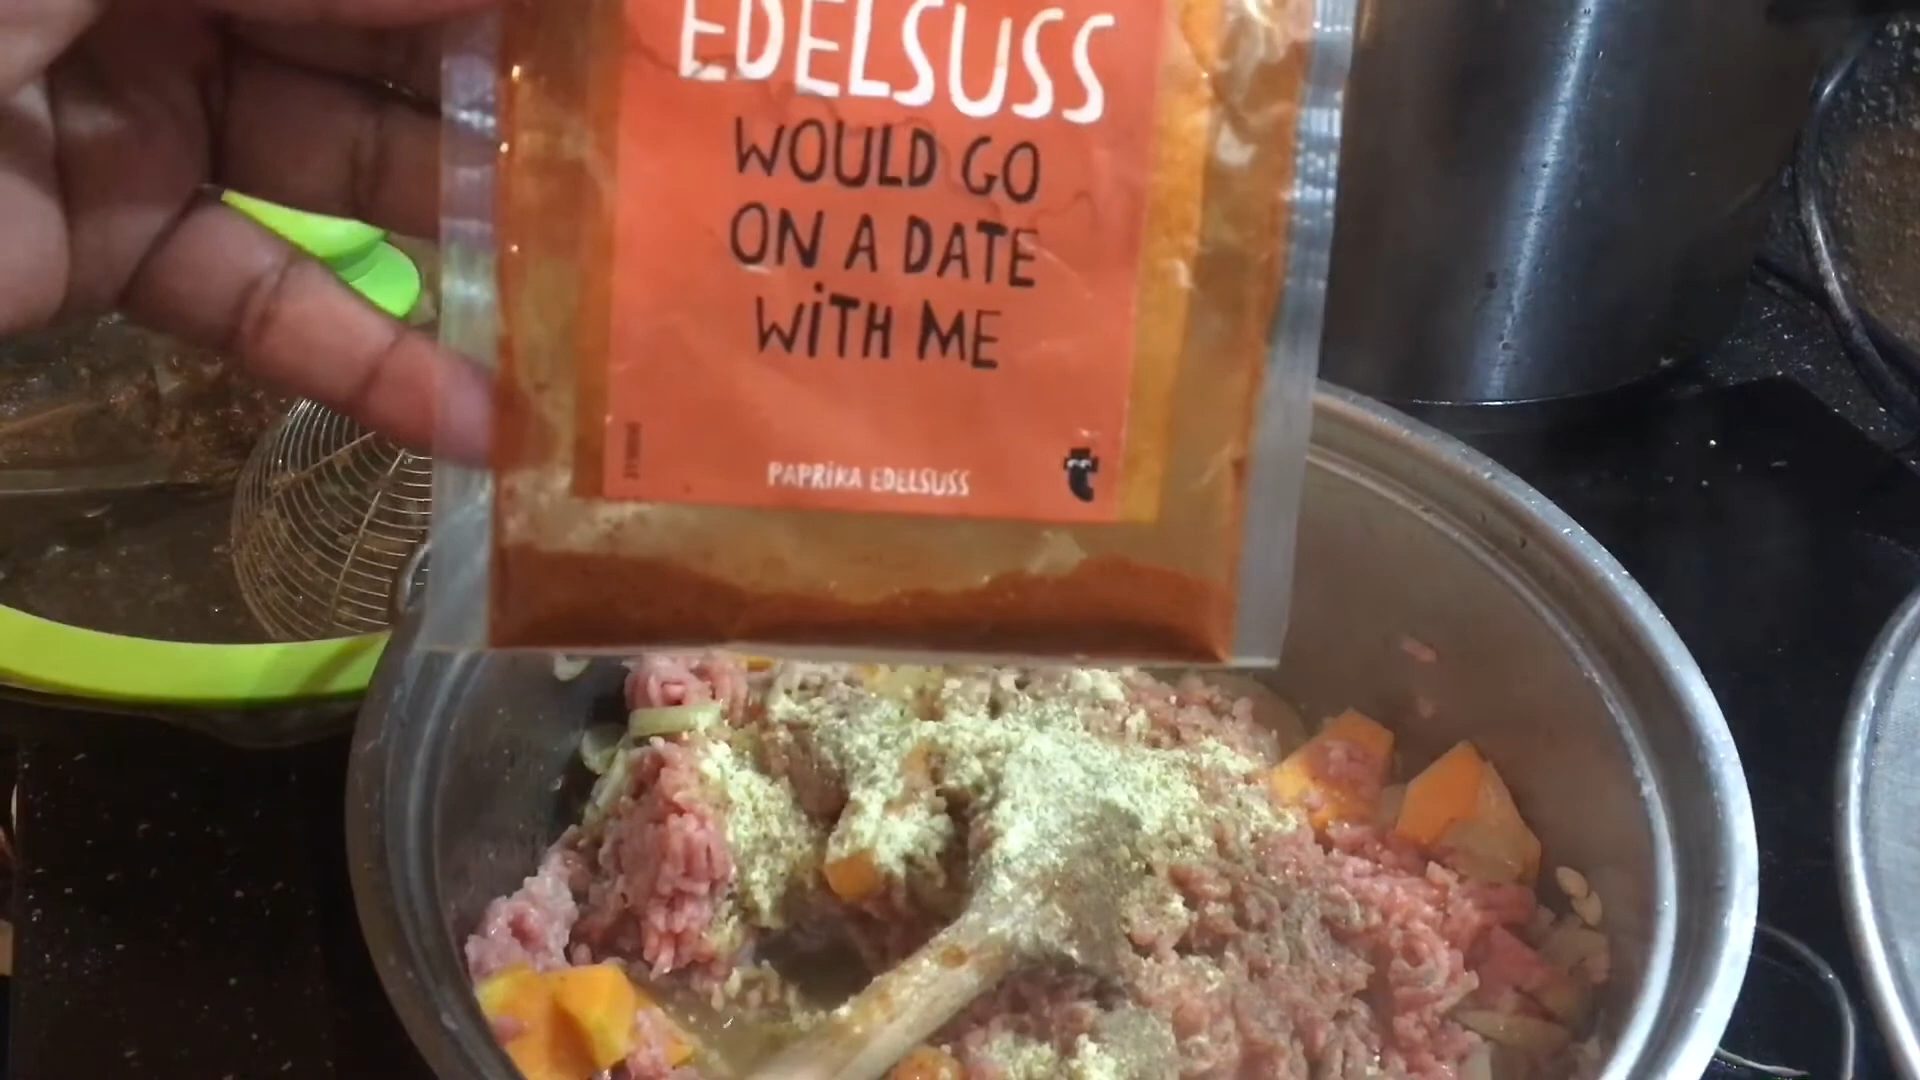 EDELSUSS
WOULD GO
ON A DATE
WiTH ME
PAPRiKA EDELSUSS